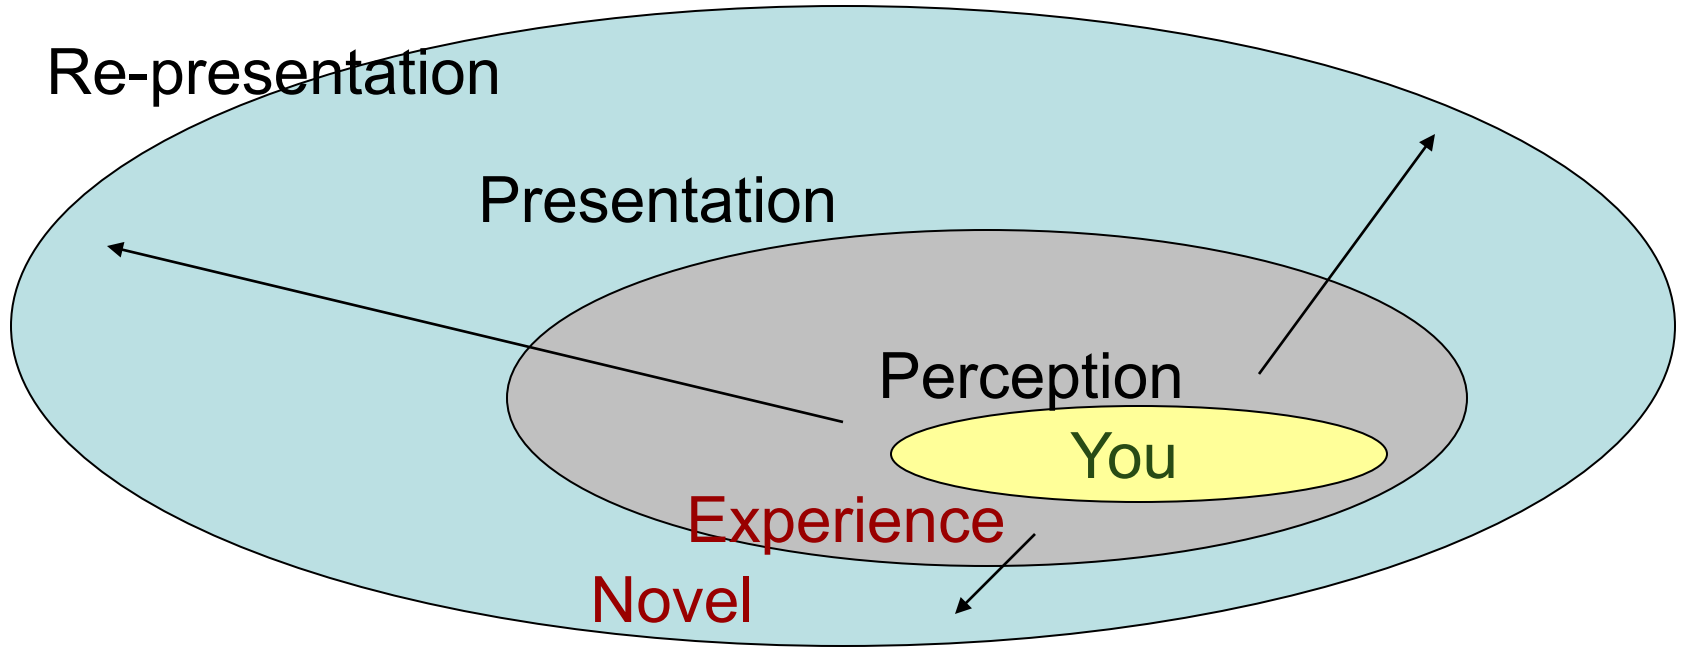 Re-presentation
Presentation
Perception
You
Experience
Novel